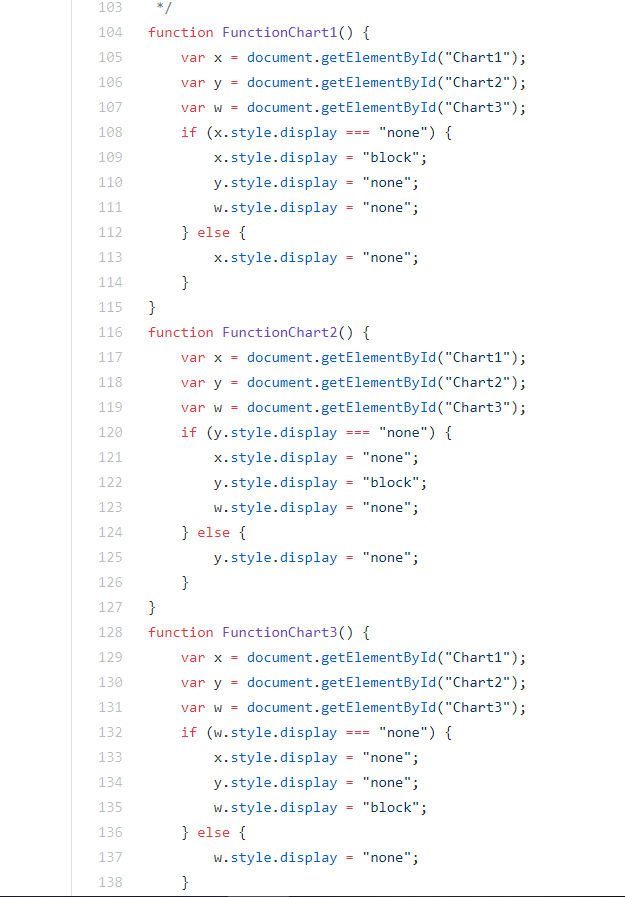 103 */
104 function FunctionChart1() {
105 var x = document.getElementById("Chart1");
106 var y = document.getElementById("Chart2");
107 var w = document.getElementById("Chart3");
108 if (x.style.display === "none") {
109 x.style.display = "block";
110 y.style.display = "none";
111 w.style.display = "none";
112 } else {
113 x.style.display = "none";
114 }
115 }
116 function FunctionChart2() {
117 var x = document.getElementById("Chart1");
118 var y = document.getElementById("Chart2");
119 var w = document.getElementById("Chart3");
120 if (y.style.display === "none") {
121 x.style.display = "none";
122 y.style.display = "block";
123 w.style.display = "none";
124 } else {
125 y.style.display = "none";
126 }
127 }
128 function FunctionChart3() {
129 var x = document.getElementById("Chart1");
130 var y = document.getElementById("Chart2");
131 var w = document.getElementById("Chart3");
132 if (w.style.display === "none") {
133 x.style.display = "none";
134 y.style.display = "none";
135 w.style.display = "block";
136 } else {
137 w.style.display = "none";
138 }